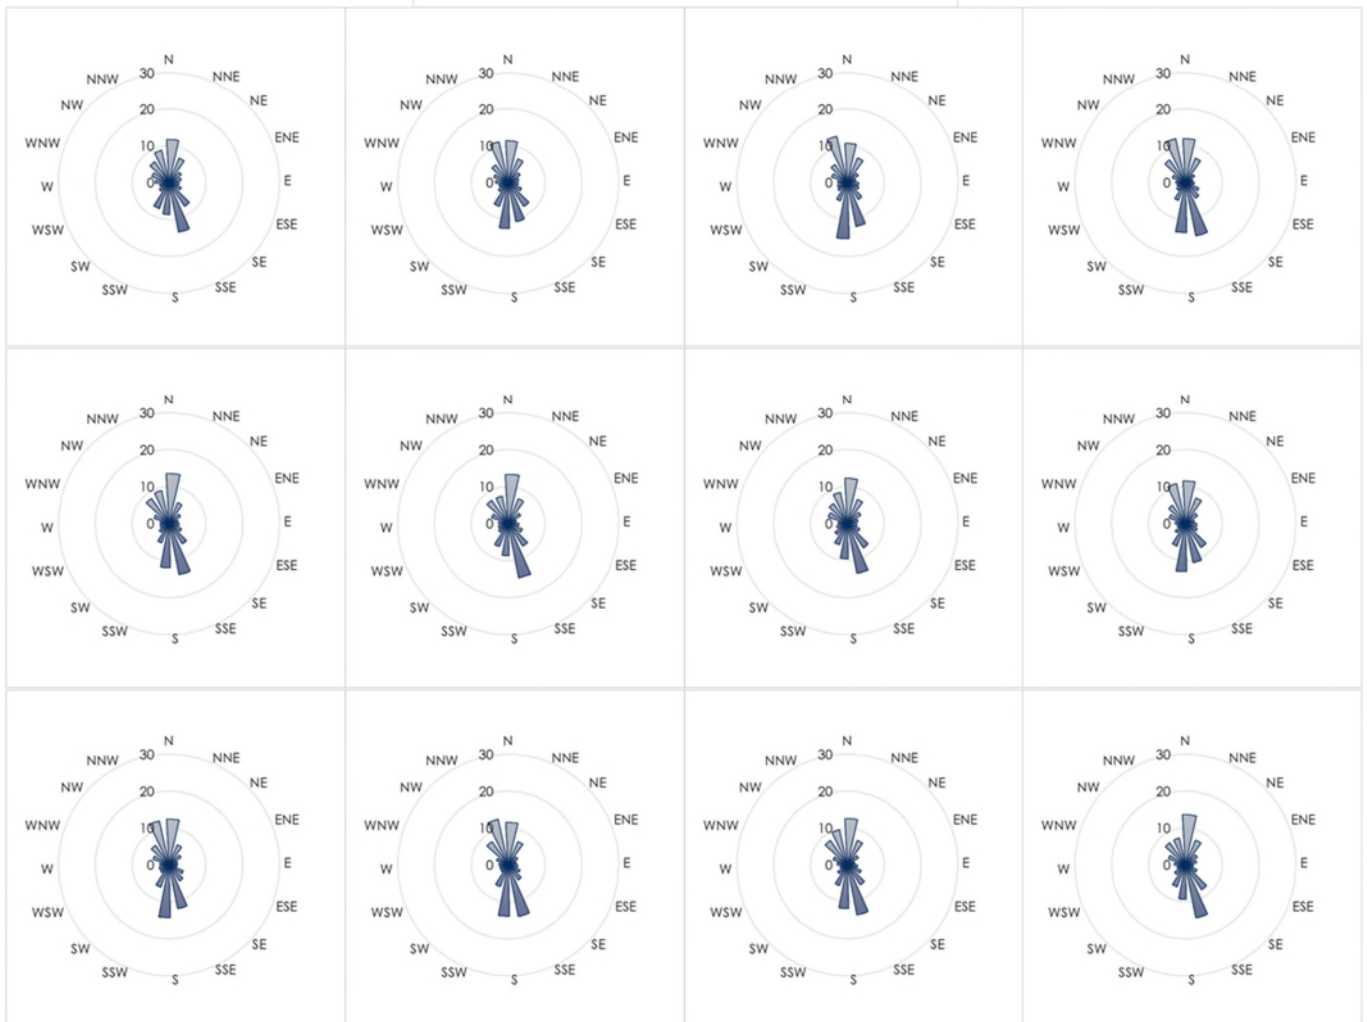 N N N N
30 30 30 30
NNW NNE NNW NNE NNW NNE NNW NNE
NW NE NW NE NW NE NW NE
20 20 20 20
WNW ENE WNW ENE WNW ENE WNW ENE
10 10 10 10
W 0 E W 0 E W 0 E W 0 E
WSW ESE WSW ESE WSW ESE WSW ESE
SW SE SW SE SW SE SW SE
SSW SSE SSW SSE SSW SSE SSW SSE
S S S S
N N N N
30 30 30 30
NNW NNE NNW NNE NNW NNE NNW NNE
NW NE NW NE NW NE NW NE
20 20 20 20
WNW ENE WNW ENE WNW ENE WNW ENE
10 10 10 10
W 0 E W 0 E W 0 E W 0 E
WSW ESE WSW ESE WSW ESE WSW ESE
SW SE SW SE SW SE SW SE
SSW SSE SSW SSE SSW SSE SSW SSE
S S S S
N N N N
30 30 30 30
NNW NNE NNW NNE NNW NNE NNW NNE
NW NE NW NE NW NE NW NE
20 20 20 20
WNW ENE WNW ENE WNW ENE WNW ENE
10 10 10 10
W 0 E W 0 E W 0 E W 0 E
WSW ESE WSW ESE WSW ESE WSW ESE
SW SE SW SE SW SE SW SE
SSW SSE SSW SSE SSW SSE SSW SSE
S S S S